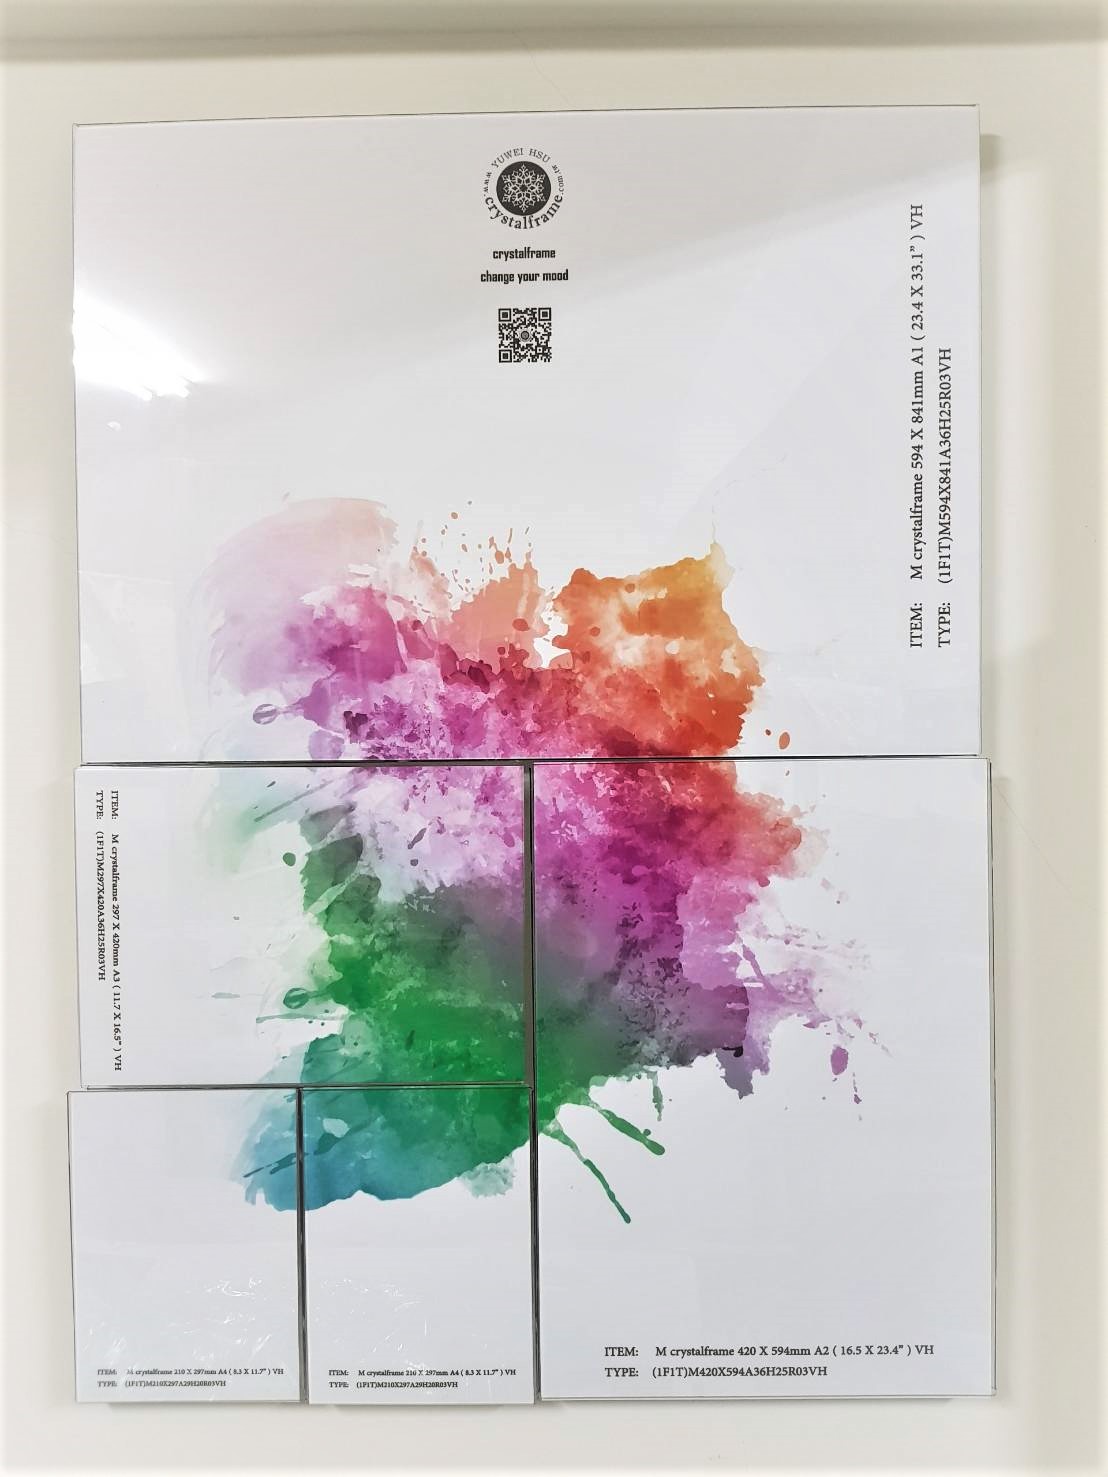 YUWEI HSU
www.crystalframe.com.tw
crystalframe
change your mood
ITEM: M crystalframe 594 X 841mm A1 ( 23.4 X 33.1” ) VH
TYPE: (1F1T)M594X841A36H25R03VH
ITEM: M crystalframe 297 X 420mm A3 ( 11.7 X 16.5” ) VH
TYPE: (1F1T)M297X420A36H25R03VH
ITEM: M crystalframe 210 X 297mm A4 ( 8.3 X 11.7” ) VH
TYPE: (1F1T)M210X297A29H20R03VH
ITEM: M crystalframe 210 X 297mm A4 ( 8.3 X 11.7” ) VH
TYPE: (1F1T)M210X297A29H20R03VH
ITEM: M crystalframe 420 X 594mm A2 ( 16.5 X 23.4” ) VH
TYPE: (1F1T)M420X594A36H25R03VH